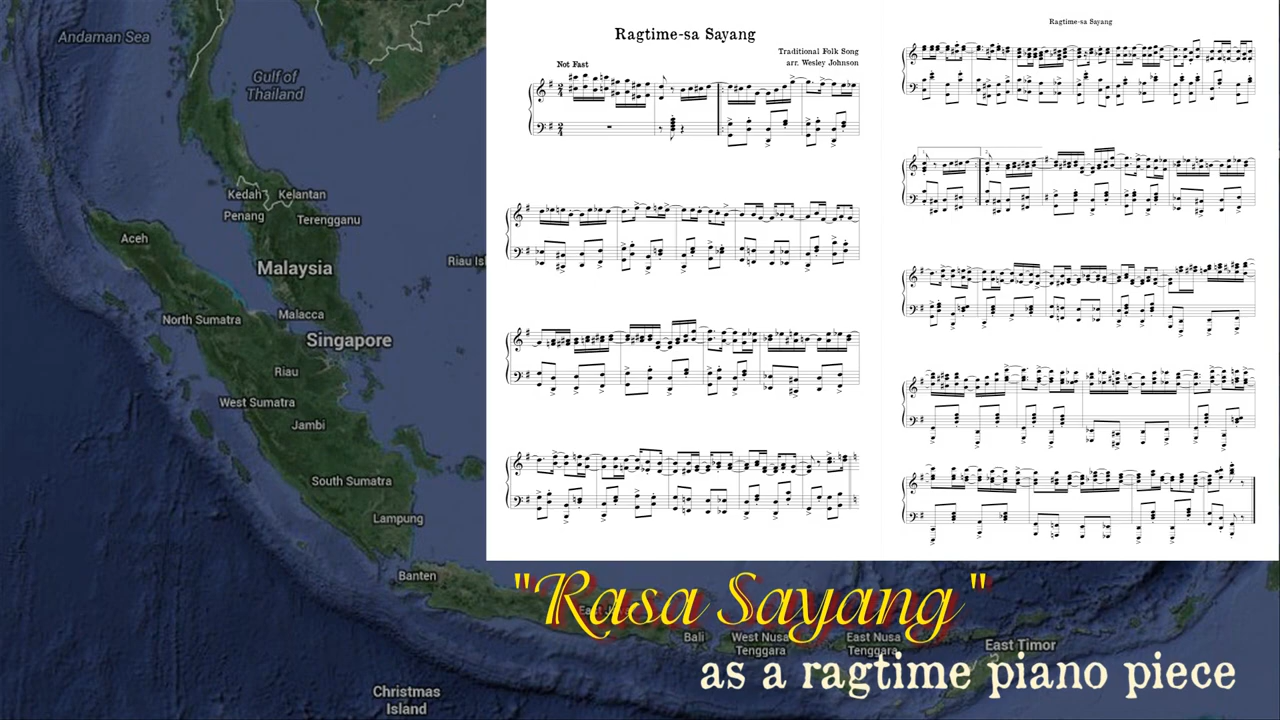 Andaman Sea
Gulf of
Thailand
Kedah
Kelantan
Penang
Terengganu
Aceh
Malaysia
Riau Isl
North Sumatra
Malacca
Singapore
Riau
West Sumatra
Jambi
South Sumatra
Lampung
Banten
Bali
West Nusa
Tenggara
East Nusa
Tenggara
East Timor
Christmas
Island
Ragtime-sa Sayang
Traditional Folk Song
arr. Wesley Johnson
Not Fast
Ragtime-sa Sayang
"Rasa Sayang"
as a ragtime piano piece